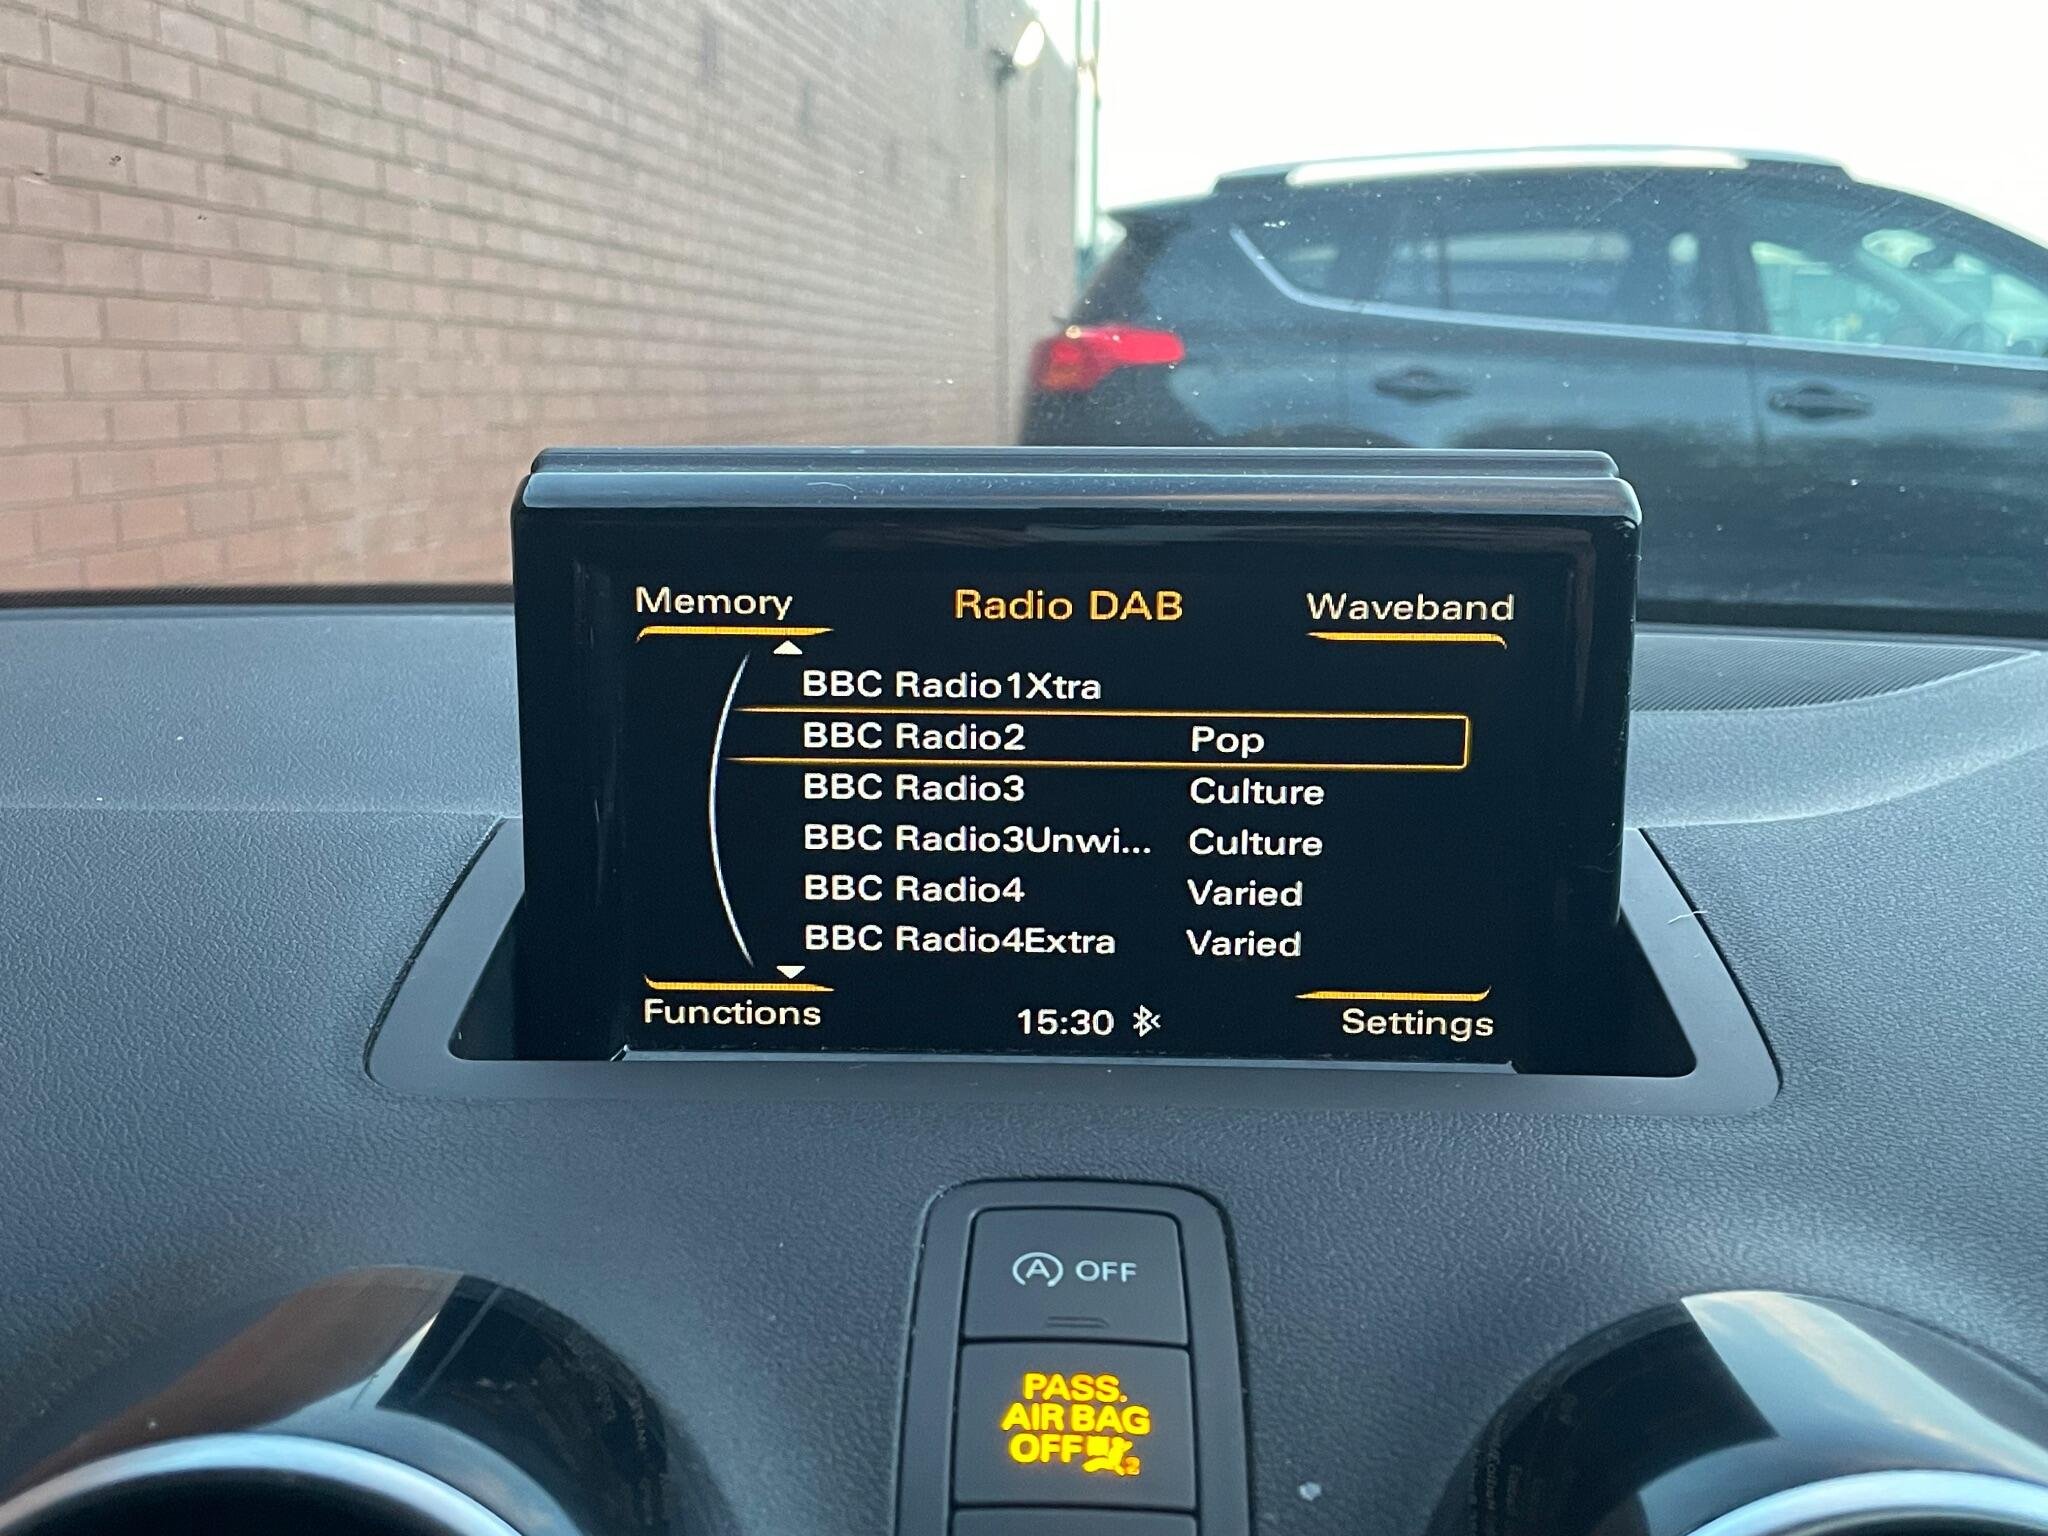 Memory Radio DAB Waveband
BBC Radio1Xtra
BBC Radio2 Pop
BBC Radio3 Culture
BBC Radio3Unwi... Culture
BBC Radio4 Varied
BBC Radio4Extra Varied
Functions 15:30 Settings
A OFF
PASS.
AIR BAG
OFF 2